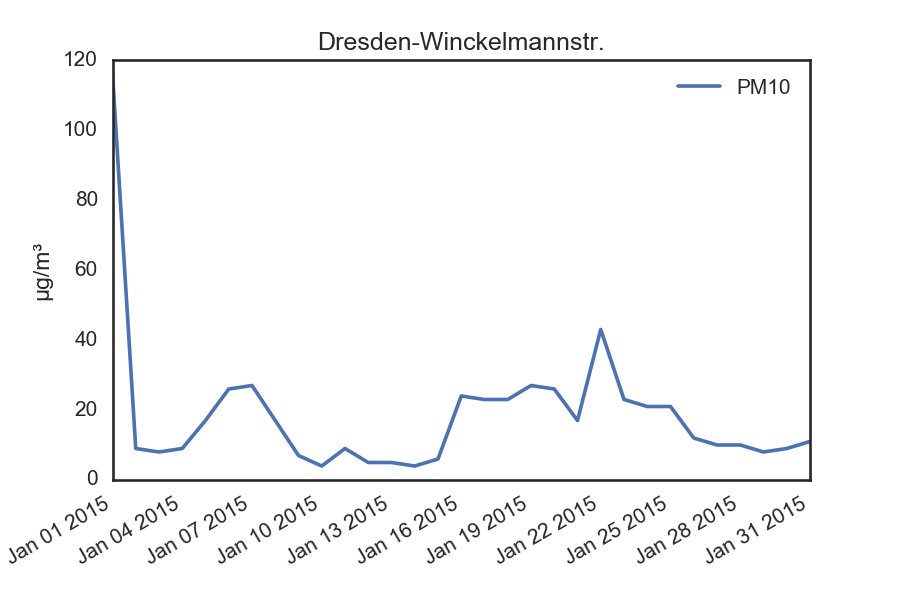 Dresden-Winckelmannstr.
120
100
80
60
40
20
0
µg/m³
PM10
Jan 01 2015
Jan 04 2015
Jan 07 2015
Jan 10 2015
Jan 13 2015
Jan 16 2015
Jan 19 2015
Jan 22 2015
Jan 25 2015
Jan 28 2015
Jan 31 2015